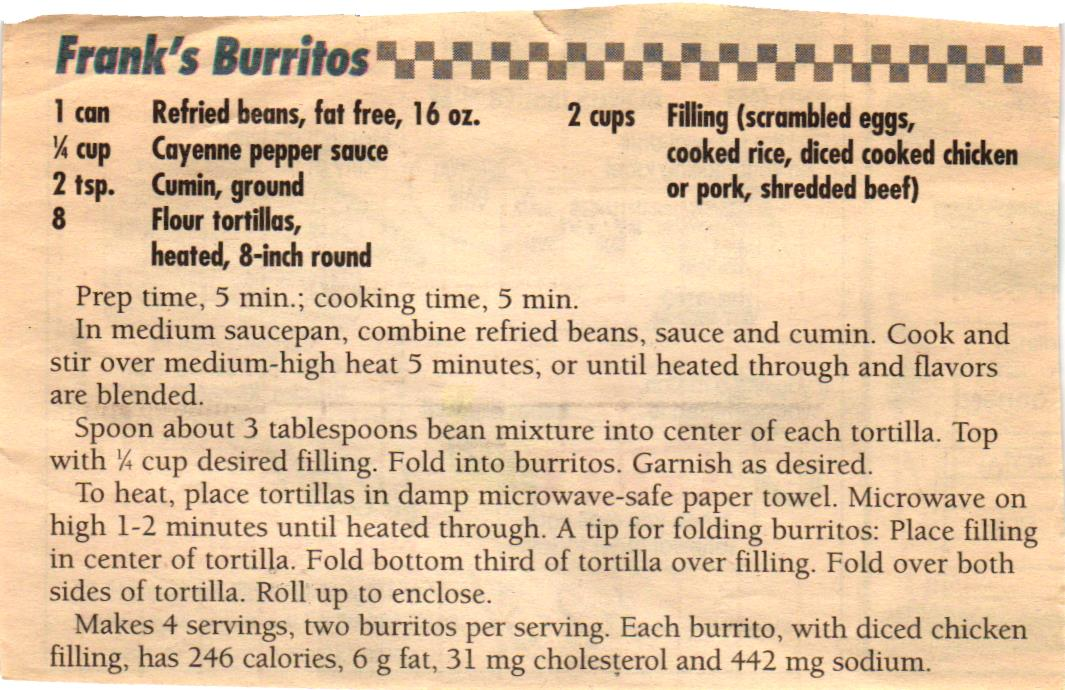 Frank's Burritos
1 can Refried beans, fat free, 16 oz.
¼ cup Cayenne pepper sauce
2 tsp. Cumin, ground
8 Flour tortillas,
heated, 8-inch round
2 cups Filling (scrambled eggs,
cooked rice, diced cooked chicken
or pork, shredded beef)
Prep time, 5 min.; cooking time, 5 min.
In medium saucepan, combine refried beans, sauce and cumin. Cook and
stir over medium-high heat 5 minutes, or until heated through and flavors
are blended.
Spoon about 3 tablespoons bean mixture into center of each tortilla. Top
with ¼ cup desired filling. Fold into burritos. Garnish as desired.
To heat, place tortillas in damp microwave-safe paper towel. Microwave on
high 1-2 minutes until heated through. A tip for folding burritos: Place filling
in center of tortilla. Fold bottom third of tortilla over filling. Fold over both
sides of tortilla. Roll up to enclose.
Makes 4 servings, two burritos per serving. Each burrito, with diced chicken
filling, has 246 calories, 6 g fat, 31 mg cholesterol and 442 mg sodium.